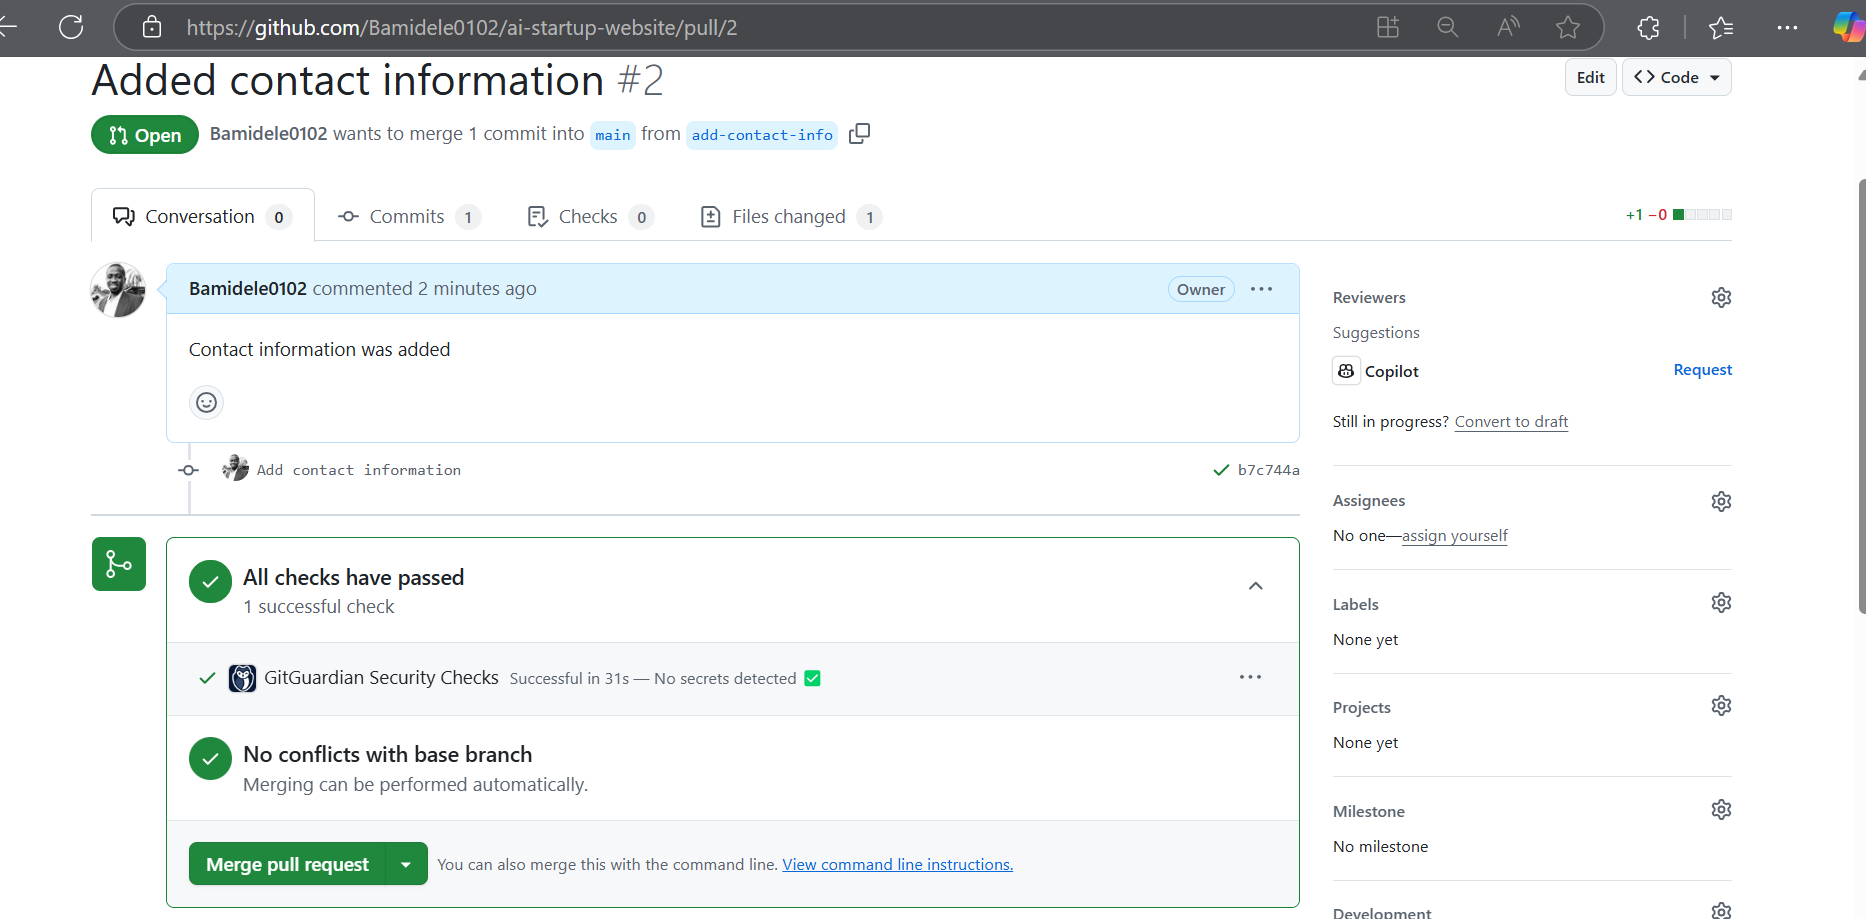 https://github.com/Bamidele0102/ai-startup-website/pull/2
Added contact information #2
Edit
Code
Open
Bamidele0102 wants to merge 1 commit into main from add-contact-info
Conversation 0
Commits 1
Checks 0
Files changed 1
+1 −0
Bamidele0102 commented 2 minutes ago
Owner
Contact information was added
Add contact information
b7c744a
All checks have passed
1 successful check
GitGuardian Security Checks Successful in 31s — No secrets detected ✅
No conflicts with base branch
Merging can be performed automatically.
Merge pull request
You can also merge this with the command line. View command line instructions.
Reviewers
Suggestions
Copilot
Request
Still in progress? Convert to draft
Assignees
No one—assign yourself
Labels
None yet
Projects
None yet
Milestone
No milestone
Development